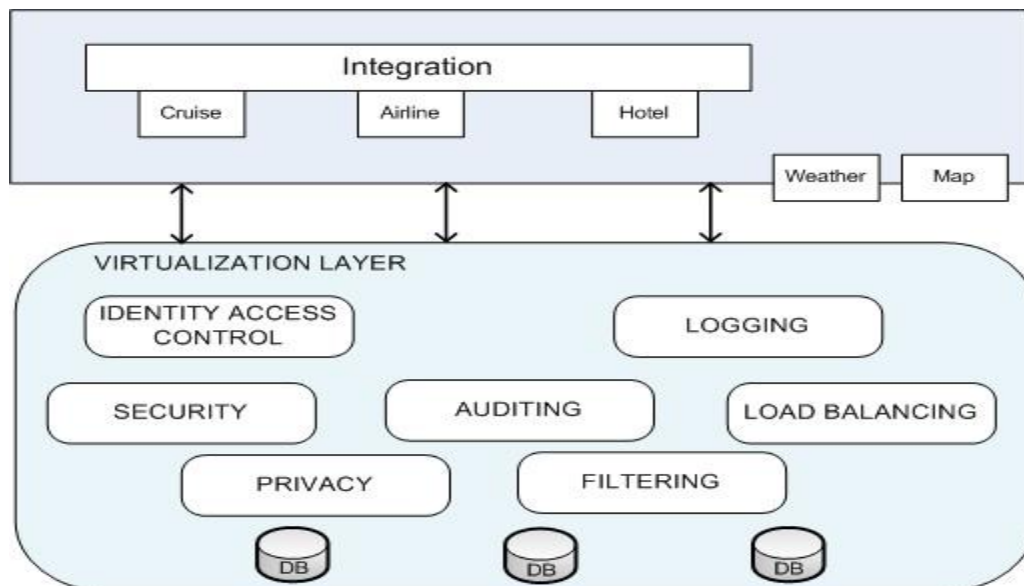 Integration
Cruise
Airline
Hotel
Weather
Map
VIRTUALIZATION LAYER
IDENTITY ACCESS
CONTROL
LOGGING
SECURITY
AUDITING
LOAD BALANCING
PRIVACY
FILTERING
DB
DB
DB